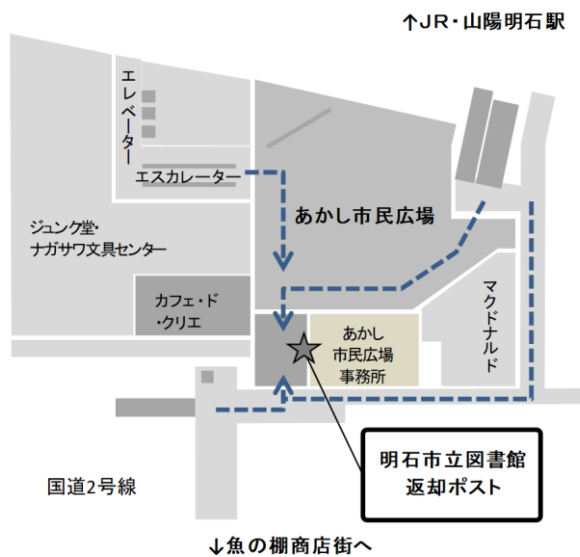 ↑JR・山陽明石駅
エレベーター
エスカレーター
あかし市民広場
ジュンク堂・
ナガサワ文具センター
カフェ・ド
・クリエ
あかし
市民広場
事務所
マクドナルド
国道2号線
明石市立図書館
返却ポスト
↓魚の棚商店街へ